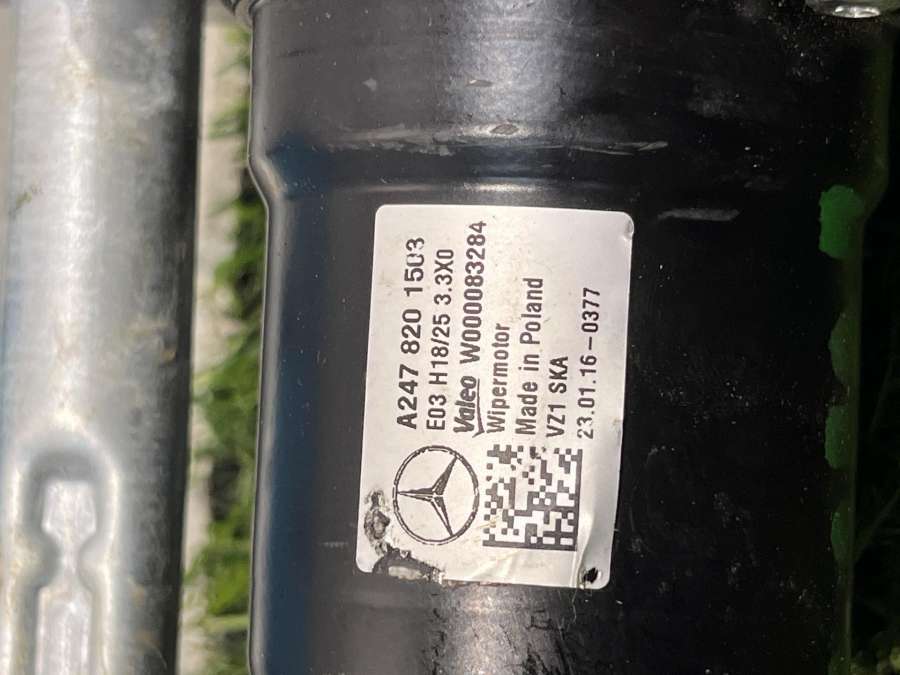 A247 820 1503
E03 H18/25 3.3X0
Valeo W000083284
Wipermotor
Made in Poland
VZ1 SKA
23.01.16-0377